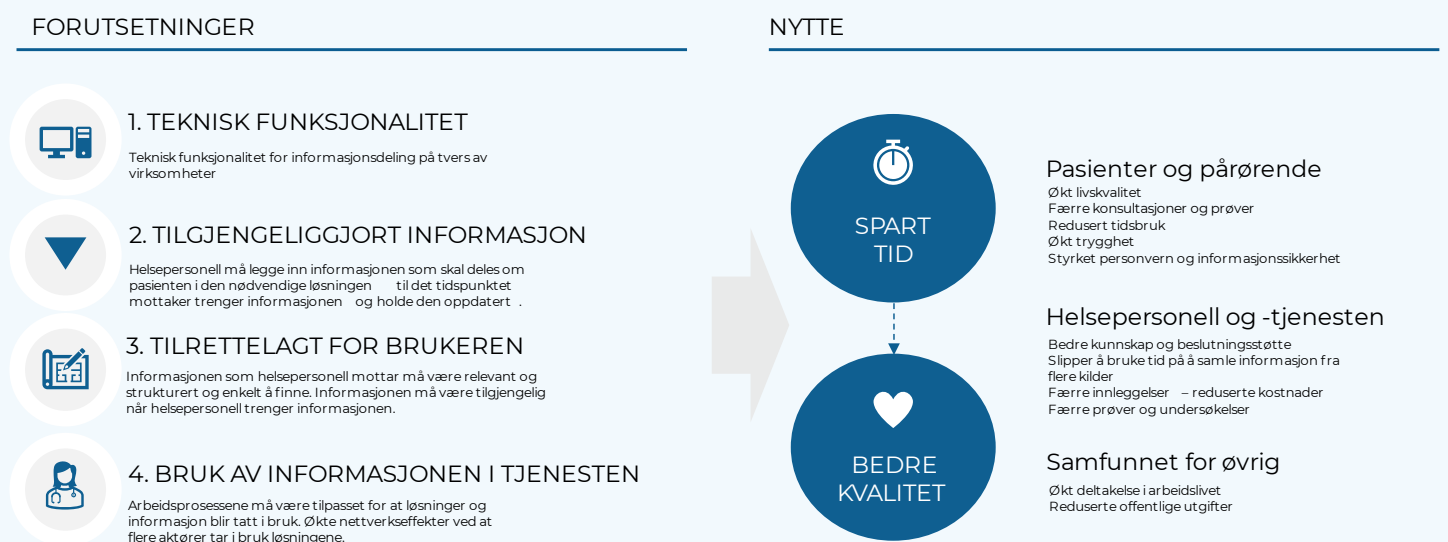 FORUTSETNINGER
1. TEKNISK FUNKSJONALITET
Teknisk funksjonalitet for informasjonsdeling på tvers av
virksomheter
2. TILGJENGELIGGJORT INFORMASJON
Helsepersonell må legge inn informasjonen som skal deles om
pasienten i den nødvendige løsningen til det tidspunktet
mottaker trenger informasjonen og holde den oppdatert .
3. TILRETTELAGT FOR BRUKEREN
Informasjonen som helsepersonell mottar må være relevant og
strukturert og enkelt å finne. Informasjonen må være tilgjengelig
når helsepersonell trenger informasjonen.
4. BRUK AV INFORMASJONEN I TJENESTEN
Arbeidsprosessene må være tilpasset for at løsninger og
informasjon blir tatt i bruk. Økte nettverkseffekter ved at
flere aktører tar i bruk løsningene.
NYTTE
SPART
TID
BEDRE
KVALITET
Pasienter og pårørende
Økt livskvalitet
Færre konsultasjoner og prøver
Redusert tidsbruk
Økt trygghet
Styrket personvern og informasjonssikkerhet
Helsepersonell og -tjenesten
Bedre kunnskap og beslutningsstøtte
Slipper å bruke tid på å samle informasjon fra
flere kilder
Færre innleggelser – reduserte kostnader
Færre prøver og undersøkelser
Samfunnet for øvrig
Økt deltakelse i arbeidslivet
Reduserte offentlige utgifter